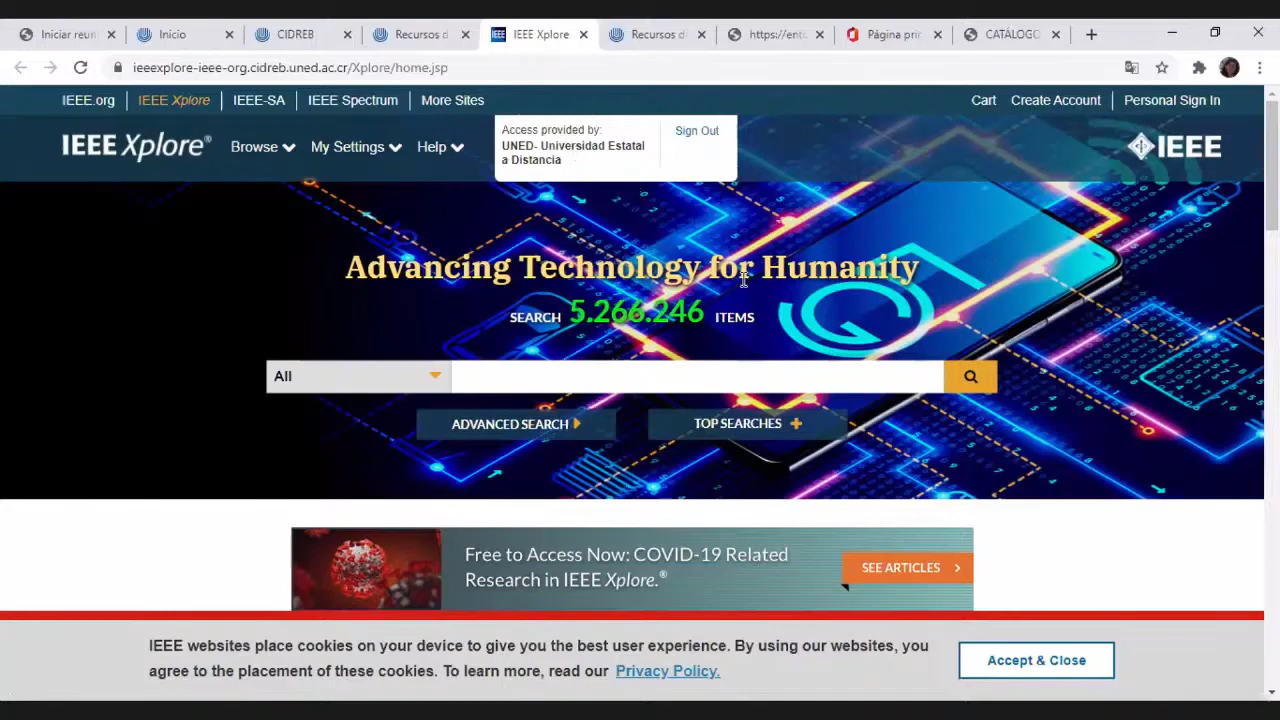 Iniciar reun
Inicio
CIDREB
Recursos d
IEEE Xplore
Recursos d
https://ento
Página prin
CATÁLOGO
ieeexplore-ieee-org.cidreb.uned.ac.cr/Xplore/home.jsp
IEEE.org
IEEE Xplore
IEEE-SA
IEEE Spectrum
More Sites
Cart
Create Account
Personal Sign In
IEEE Xplore®
Browse
My Settings
Help
Access provided by:
UNED- Universidad Estatal
a Distancia
Sign Out
IEEE
Advancing Technology for Humanity
SEARCH 5.266.246 ITEMS
All
ADVANCED SEARCH
TOP SEARCHES
Free to Access Now: COVID-19 Related
Research in IEEE Xplore.®
SEE ARTICLES
IEEE websites place cookies on your device to give you the best user experience. By using our websites, you
agree to the placement of these cookies. To learn more, read our Privacy Policy.
Accept & Close